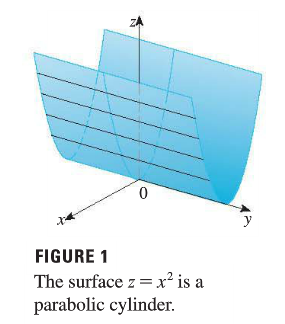 z
0
x
y
FIGURE 1
The surface z = x² is a
parabolic cylinder.